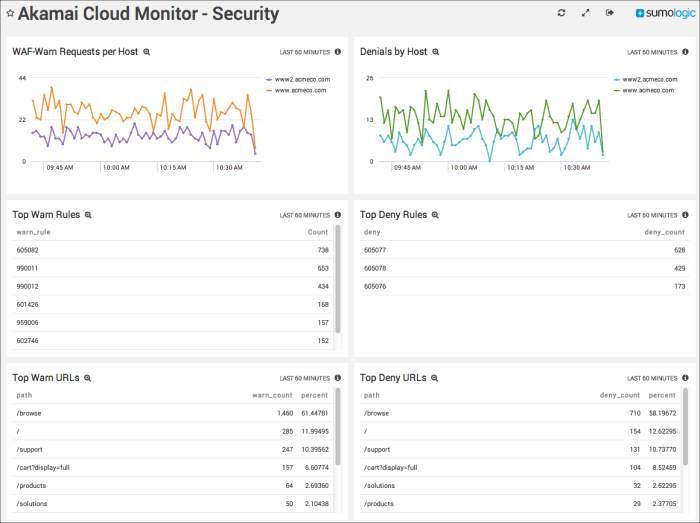 Akamai Cloud Monitor - Security
sumologic
WAF-Warn Requests per Host
LAST 60 MINUTES
44
22
0
09:45 AM 10:00 AM 10:15 AM 10:30 AM
www2.acmeco.com
www.acmeco.com
Denials by Host
LAST 60 MINUTES
26
13
0
09:45 AM 10:00 AM 10:15 AM 10:30 AM
www2.acmeco.com
www.acmeco.com
Top Warn Rules
LAST 60 MINUTES
warn_rule Count
605082 738
990011 653
990012 434
601426 168
959006 157
602746 152
Top Deny Rules
LAST 60 MINUTES
deny deny_count
605077 628
605078 429
605076 173
Top Warn URLs
LAST 60 MINUTES
path warn_count percent
/browse 1,460 61.44781
/ 285 11.99495
/support 247 10.39562
/cart?display=full 157 6.60774
/products 64 2.69360
/solutions 50 2.10438
Top Deny URLs
LAST 60 MINUTES
path deny_count percent
/browse 710 58.19672
/ 154 12.62295
/support 131 10.73770
/cart?display=full 104 8.52459
/solutions 32 2.62295
/products 29 2.37705